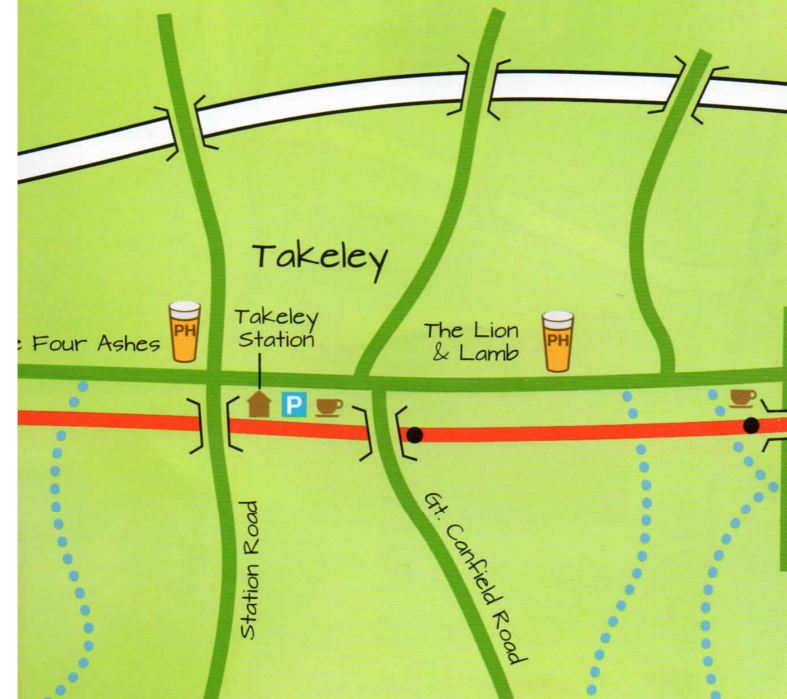 Takeley
PH
Takeley
Station
Four Ashes
The Lion
& Lamb
PH
P
Station Road
Gt. Canfield Road